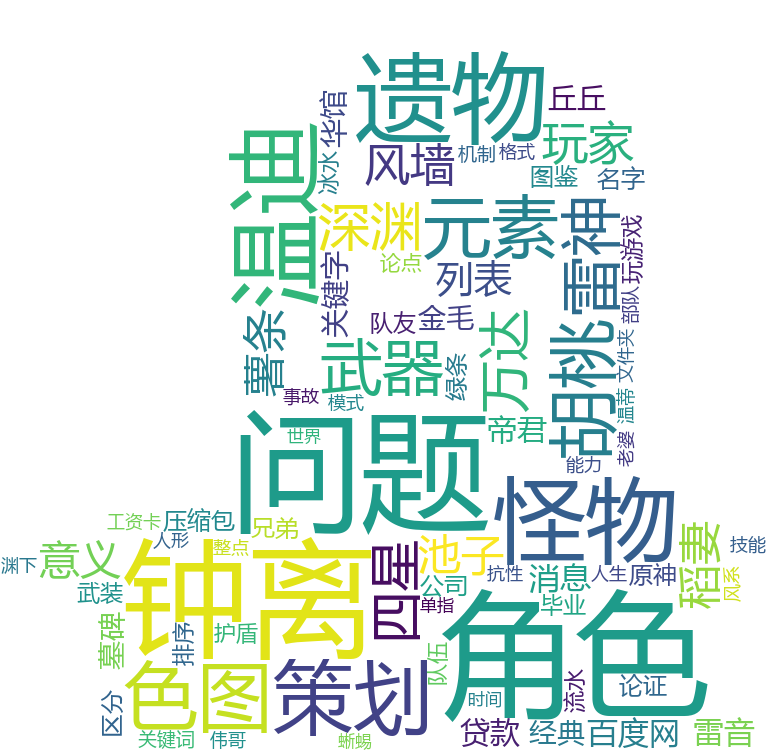 遗物
丘丘
华馆
温迪
风墙
机制
格式
玩家
冰水
图鉴
名字
深渊
元素
雷神
玩游戏
论点
关键字
列表
部队
薯条
队友
金毛
万达
胡桃
文件夹
武器
绿条
温蒂
事故
模式
帝君
老婆
世界
问题
能力
怪物
工资卡
压缩包
兄弟
池子
稻妻
技能
人形
整点
渊下
意义
钟离
四星
公司
抗性
消息
人生
原神
风系
武装
单指
毕业
墓碑
排序
护盾
角色
队伍
色图
策划
论证
流水
时间
区分
关键词
伟哥
蜥蜴
贷款
经典
百度网
雷音